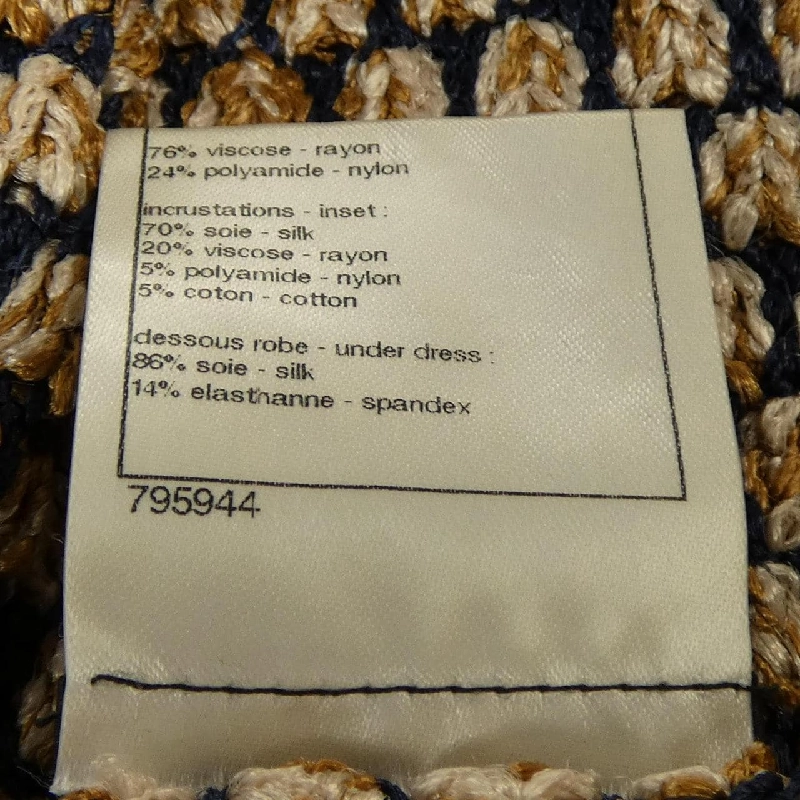 76% viscose - rayon
24% polyamide - nylon
incrustations - inset :
70% soie - silk
20% viscose - rayon
5% polyamide - nylon
5% coton - cotton
dessous robe - under dress :
86% soie - silk
14% elasthanne - spandex
795944